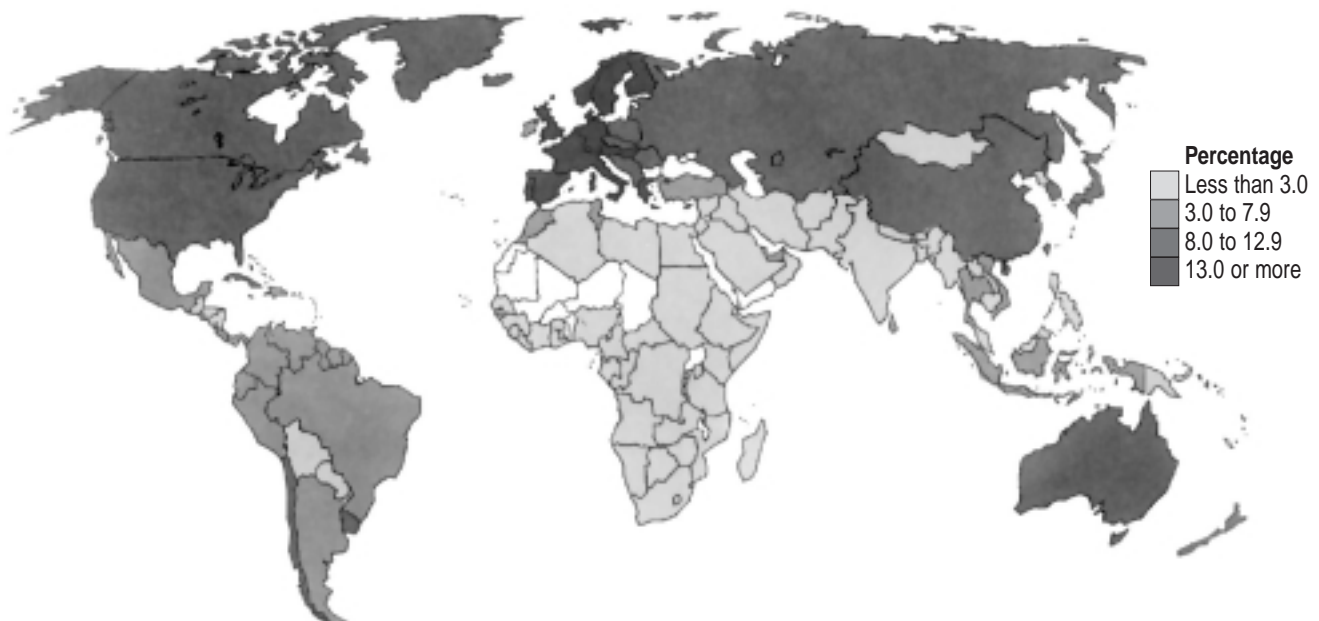 Percentage
Less than 3.0
3.0 to 7.9
8.0 to 12.9
13.0 or more